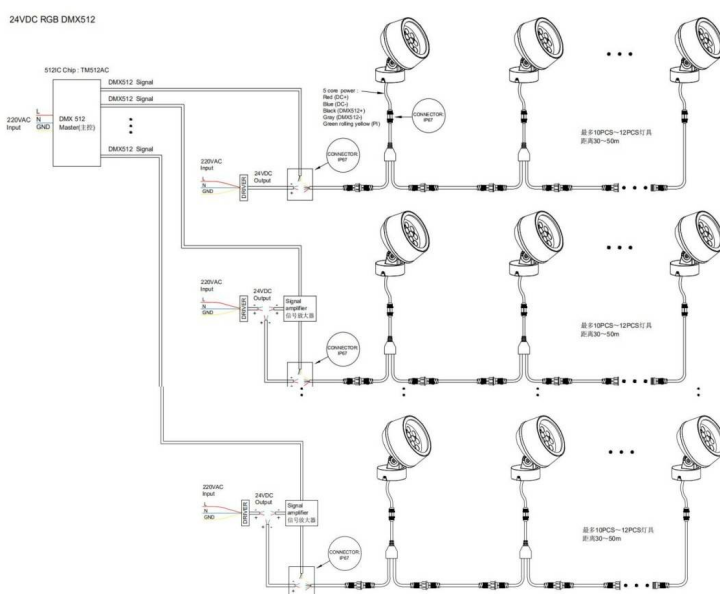 24VDC RGB DMX512
512IC Chip : TM512AC
DMX512 Signal
DMX512 Signal
DMX512 Signal
220VAC
Input
L
N
GND
DMX 512
Master(主控)
5 core power :
Red (DC+)
Blue (DC-)
Black (DMX512+)
Gray (DMX512-)
Green rolling yellow (PI)
CONNECTOR:
IP67
最多10PCS～12PCS灯具
距离30～50m
CONNECTOR:
IP67
220VAC
Input
L
N
GND
DRIVER
24VDC
Output
- +
220VAC
Input
L
N
GND
DRIVER
24VDC
Output
Signal
amplifier
信号放大器
CONNECTOR:
IP67
最多10PCS～12PCS灯具
距离30～50m
220VAC
Input
L
N
GND
DRIVER
24VDC
Output
Signal
amplifier
信号放大器
CONNECTOR:
IP67
最多10PCS～12PCS灯具
距离30～50m